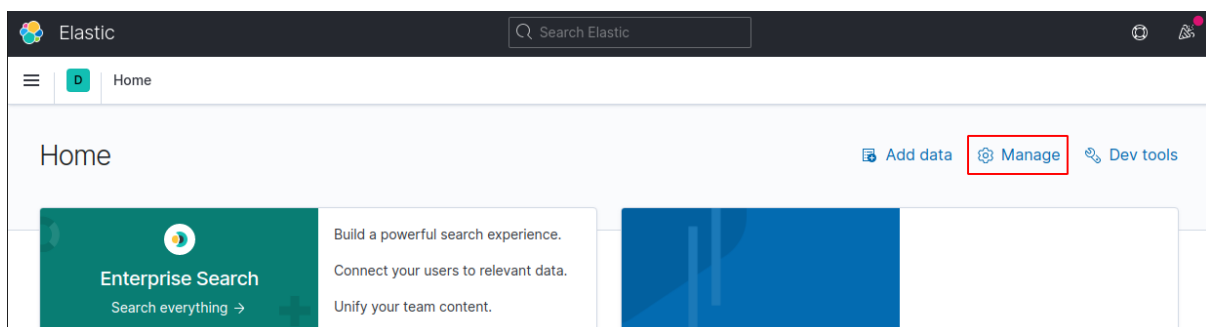 Elastic
Search Elastic
D
Home
Home
Add data
Manage
Dev tools
Enterprise Search
Search everything →
Build a powerful search experience.
Connect your users to relevant data.
Unify your team content.